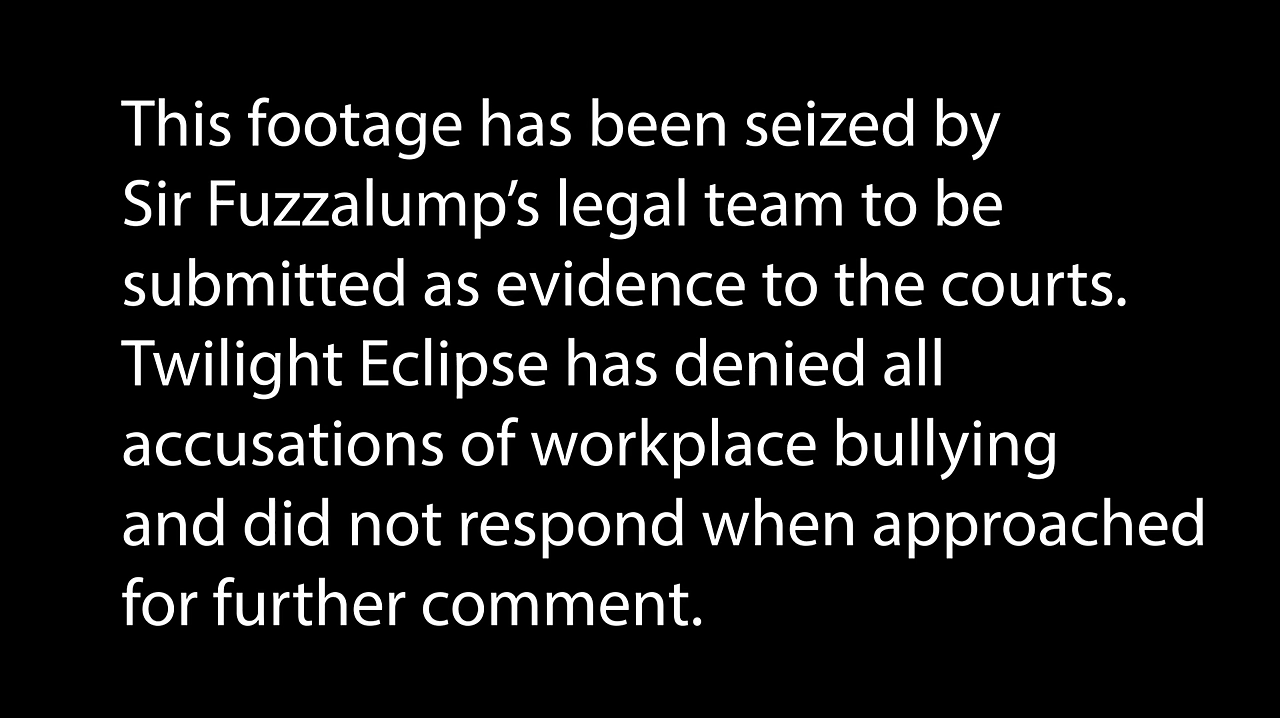 This footage has been seized by
Sir Fuzzalump’s legal team to be
submitted as evidence to the courts.
Twilight Eclipse has denied all
accusations of workplace bullying
and did not respond when approached
for further comment.